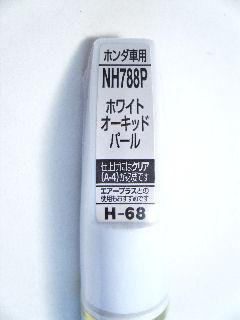 ホンダ車用
NH788P
ホワイト
オーキッド
パール
仕上げにはクリア
(A-4)が必要です
エアープラスとの
使用もおすすめです
H-68